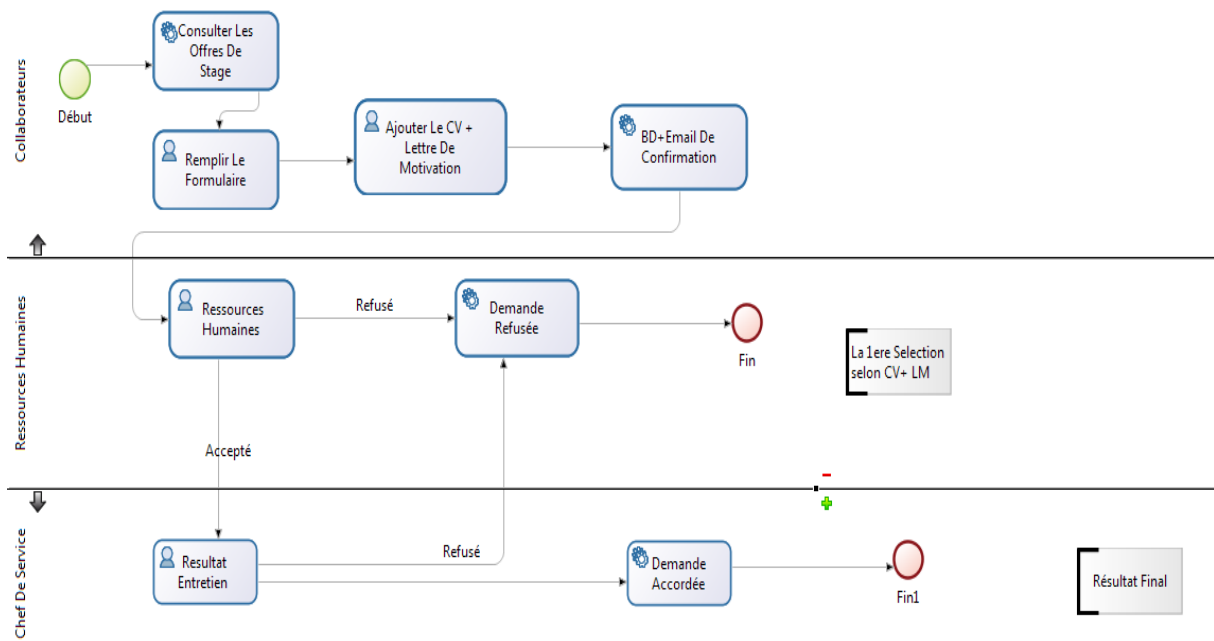 Collaborateurs
Début
Consulter Les
Offres De
Stage
Remplir Le
Formulaire
Ajouter Le CV +
Lettre De
Motivation
BD+Email De
Confirmation
Ressources Humaines
Ressources
Humaines
Refusé
Demande
Refusée
Fin
La 1ere Selection
selon CV+ LM
Accepté
Chef De Service
Resultat
Entretien
Refusé
Demande
Accordée
Fin1
Résultat Final